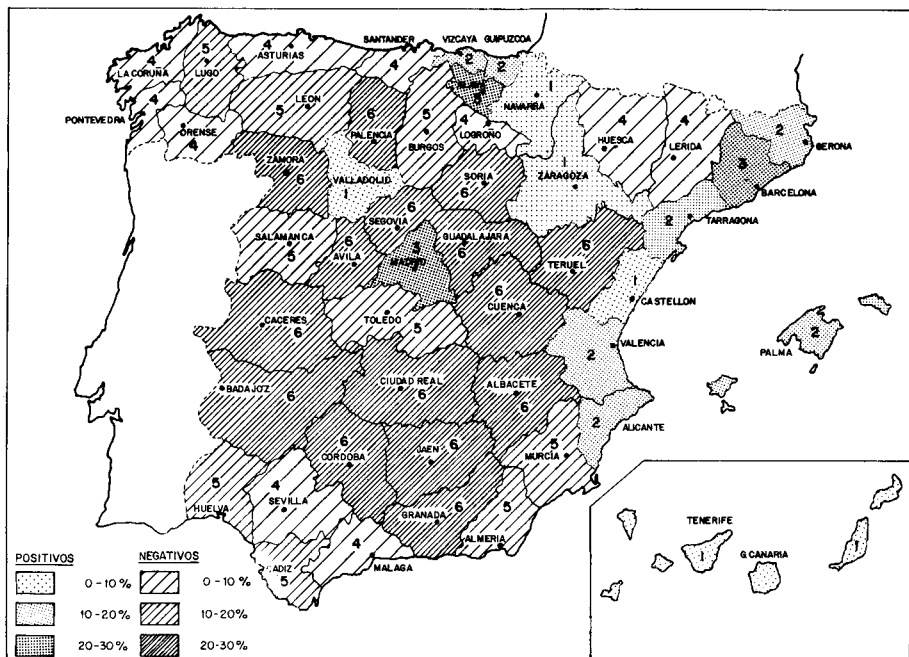 SANTANDER VIZCAYA GUIPUZCOA
4 5 4 4 2 2
LA CORUÑA LUGO ASTURIAS
4 5 6 5 1
PONTEVEDRA LEON PALENCIA BURGOS 4 LOGROÑO NAVARRA
ORENSE 4
HUESCA 4 LERIDA 4 2 GERONA
3 BARCELONA
ZAMORA 6
VALLADOLID 1
SORIA 6
ZARAGOZA 1
2 TARRAGONA
SEGOVIA 6
SALAMANCA 5
AVILA 6
MADRID 3
GUADALAJARA 6
TERUEL 6
1 CASTELLON
CACERES 6
TOLEDO 5
CUENCA 6
2 VALENCIA
PALMA 2
BADAJOZ 6
CIUDAD REAL 6
ALBACETE 6
2 ALICANTE
CORDOBA 6
JAEN 6
MURCIA 5
HUELVA 5
SEVILLA 4
GRANADA 6
ALMERIA 5
CADIZ 5
MALAGA 4
TENERIFE 1
G. CANARIA
1
POSITIVOS NEGATIVOS
0-10% 0-10%
10-20% 10-20%
20-30% 20-30%